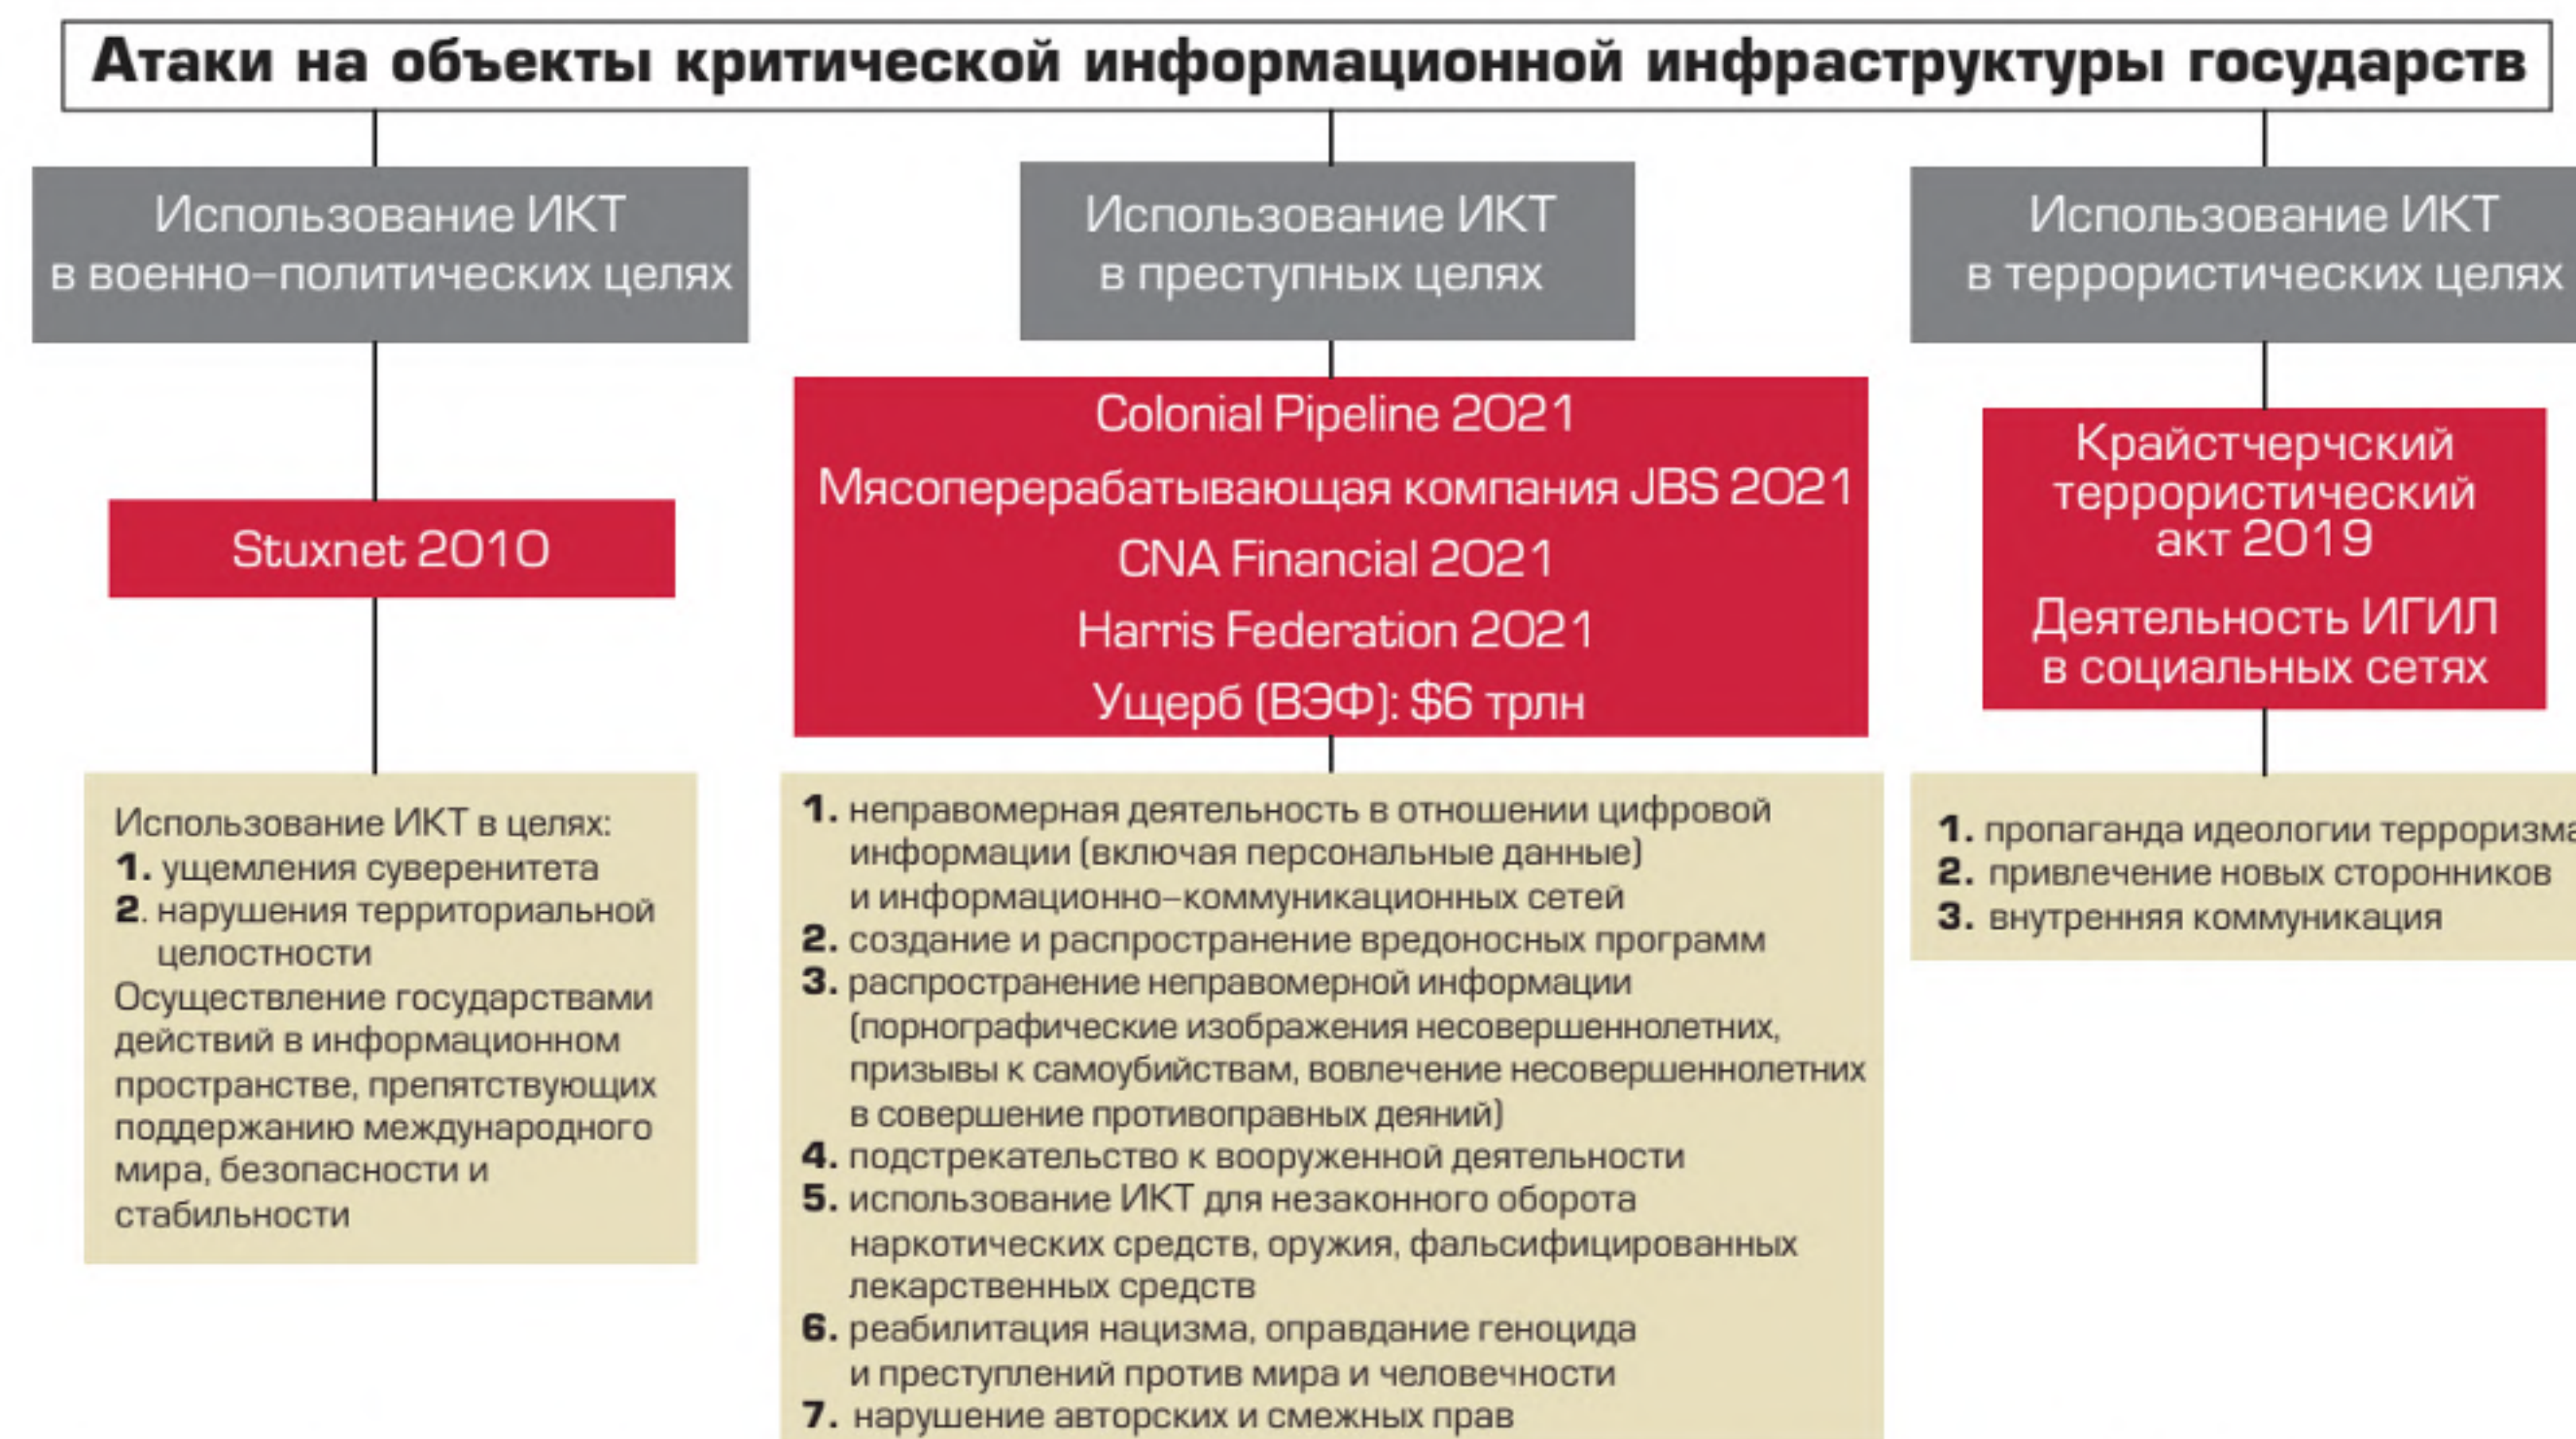 Атаки на объекты критической информационной инфраструктуры государств
Использование ИКТ
в военно–политических целях
Stuxnet 2010
Использование ИКТ в целях:
1. ущемления суверенитета
2. нарушения территориальной
целостности
Осуществление государствами
действий в информационном
пространстве, препятствующих
поддержанию международного
мира, безопасности и
стабильности
Использование ИКТ
в преступных целях
Colonial Pipeline 2021
Мясоперерабатывающая компания JBS 2021
CNA Financial 2021
Harris Federation 2021
Ущерб (ВЭФ): $6 трлн
1. неправомерная деятельность в отношении цифровой
информации (включая персональные данные)
и информационно–коммуникационных сетей
2. создание и распространение вредоносных программ
3. распространение неправомерной информации
(порнографические изображения несовершеннолетних,
призывы к самоубийствам, вовлечение несовершеннолетних
в совершение противоправных деяний)
4. подстрекательство к вооруженной деятельности
5. использование ИКТ для незаконного оборота
наркотических средств, оружия, фальсифицированных
лекарственных средств
6. реабилитация нацизма, оправдание геноцида
и преступлений против мира и человечности
7. нарушение авторских и смежных прав
Использование ИКТ
в террористических целях
Крайстчерчский
террористический
акт 2019
Деятельность ИГИЛ
в социальных сетях
1. пропаганда идеологии терроризма
2. привлечение новых сторонников
3. внутренняя коммуникация